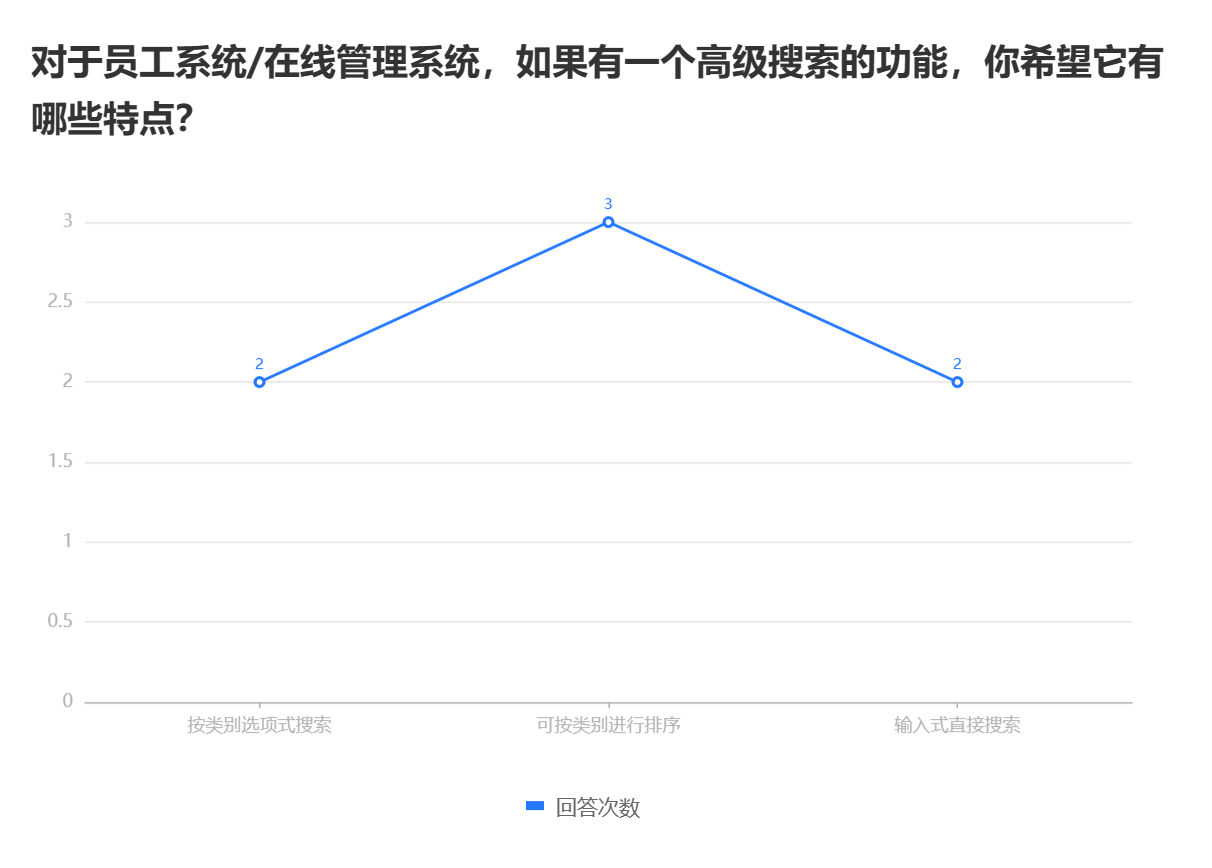 对于员工系统/在线管理系统，如果有一个高级搜索的功能，你希望它有
哪些特点?
3
3
2.5
2
2
2
1.5
1
0.5
0
按类别选项式搜索
可按类别进行排序
输入式直接搜索
回答次数